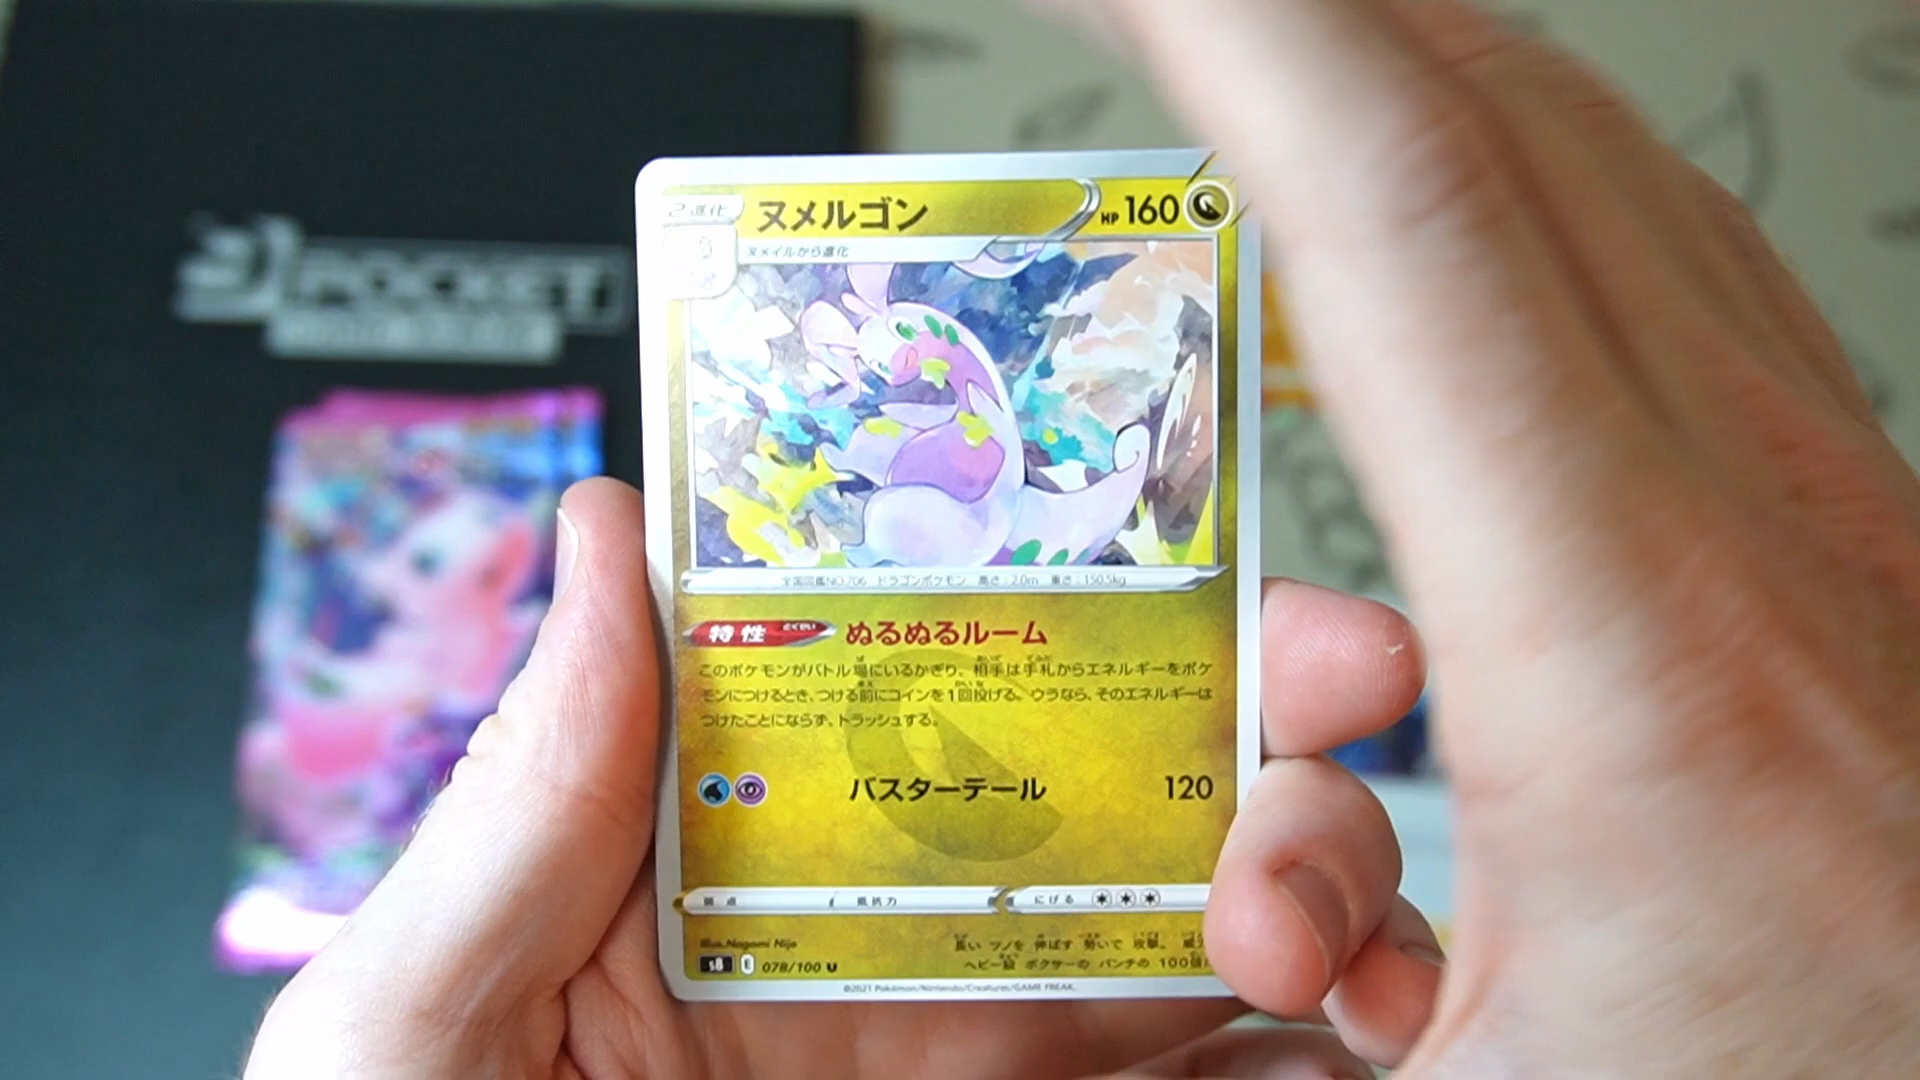 POCKET
2進化
ヌメルゴン
HP 160
ヌメイルから進化
全国図鑑NO.706 ドラゴンポケモン 高さ：2.0m 重さ：150.5kg
特性 ぬるぬるルーム
このポケモンがバトル場にいるかぎり、相手は手札からエネルギーをポケ
モンにつけるとき、つける前にコインを1回投げる。ウラなら、そのエネルギーは
つけたことにならず、トラッシュする。
バスターテール 120
弱点 抵抗力 にげる
Illus. Nagomi Nijo
長い ツノを 伸ばす 勢いで 攻撃。
ヘビー級 ボクサーの パンチの 100倍
s8 E 078/100 U
©2021 Pokémon/Nintendo/Creatures/GAME FREAK.